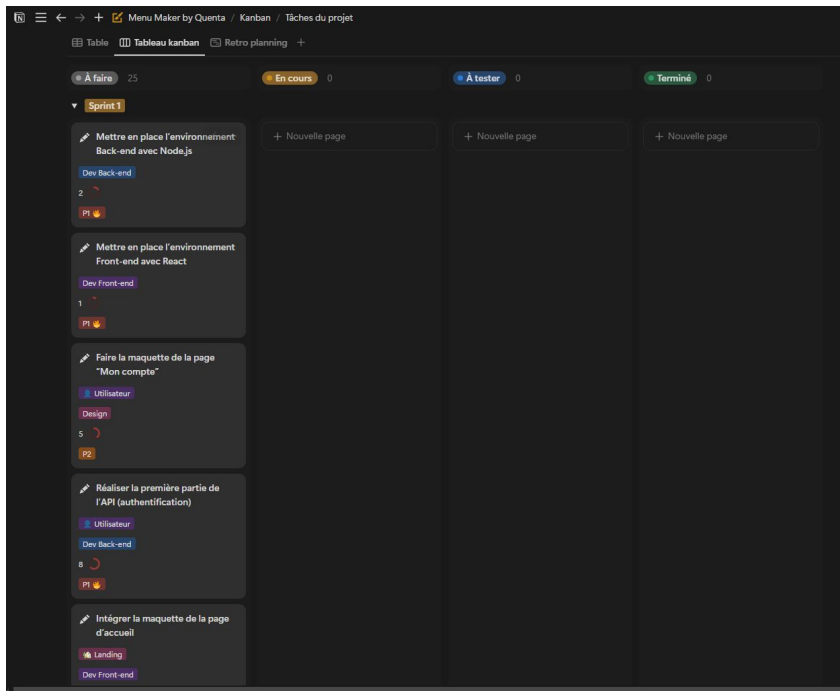 Menu Maker by Quenta / Kanban / Tâches du projet
Table Tableau kanban Retro planning +
À faire 25 En cours 0 À tester 0 Terminé 0
Sprint 1
Mettre en place l'environnement
Back-end avec Node.js
Dev Back-end
2
P1 🔥
+ Nouvelle page
+ Nouvelle page
+ Nouvelle page
Mettre en place l'environnement
Front-end avec React
Dev Front-end
1
P1 🔥
Faire la maquette de la page
"Mon compte"
👤 Utilisateur
Design
5
P2
Réaliser la première partie de
l'API (authentification)
👤 Utilisateur
Dev Back-end
8
P1 🔥
Intégrer la maquette de la page
d'accueil
Landing
Dev Front-end